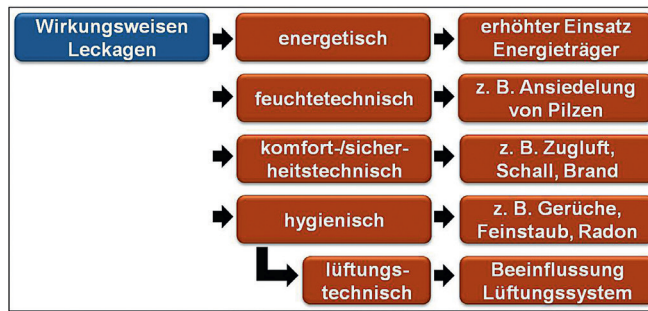 Wirkungsweisen
Leckagen
energetisch
erhöhter Einsatz
Energieträger
feuchtetechnisch
z. B. Ansiedelung
von Pilzen
komfort-/sicher-
heitstechnisch
z. B. Zugluft,
Schall, Brand
hygienisch
z. B. Gerüche,
Feinstaub, Radon
lüftungs-
technisch
Beeinflussung
Lüftungssystem